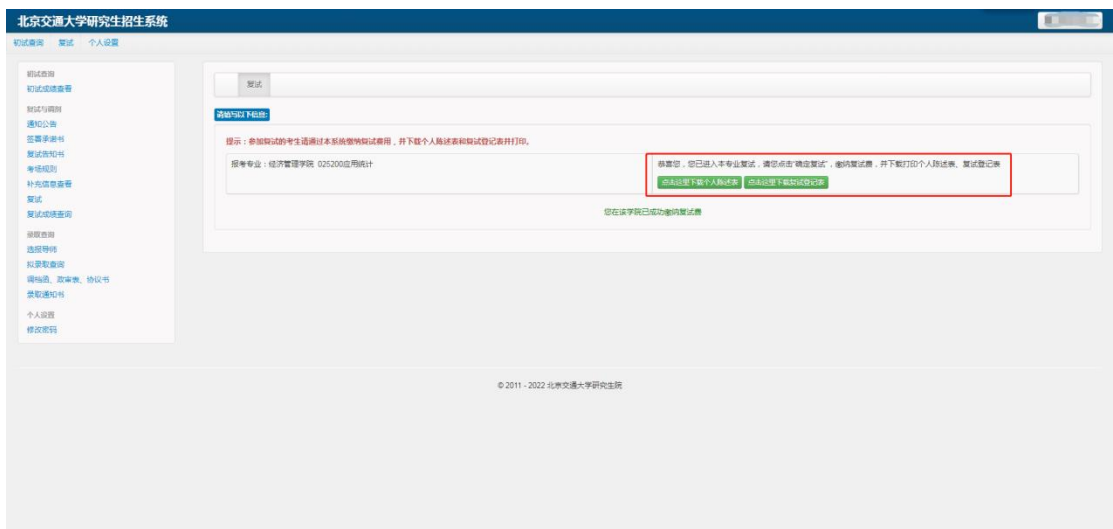 北京交通大学研究生招生系统
初试查询 复试 个人设置
初试查询
初试成绩查看
复试与调剂
通知公告
签署承诺书
复试告知书
考场规则
补充信息查看
复试
复试成绩查询
录取查询
选报导师
拟录取查询
调档函、政审表、协议书
录取通知书
个人设置
修改密码
复试
请填写以下信息:
提示：参加复试的考生请通过本系统缴纳复试费用，并下载个人陈述表和复试登记表并打印。
报考专业：经济管理学院 025200应用统计
恭喜您，您已进入本专业复试，请您点击“确定复试”，缴纳复试费，并下载打印个人陈述表、复试登记表
点击这里下载个人陈述表 点击这里下载复试登记表
您在该学院已成功缴纳复试费
© 2011 - 2022 北京交通大学研究生院